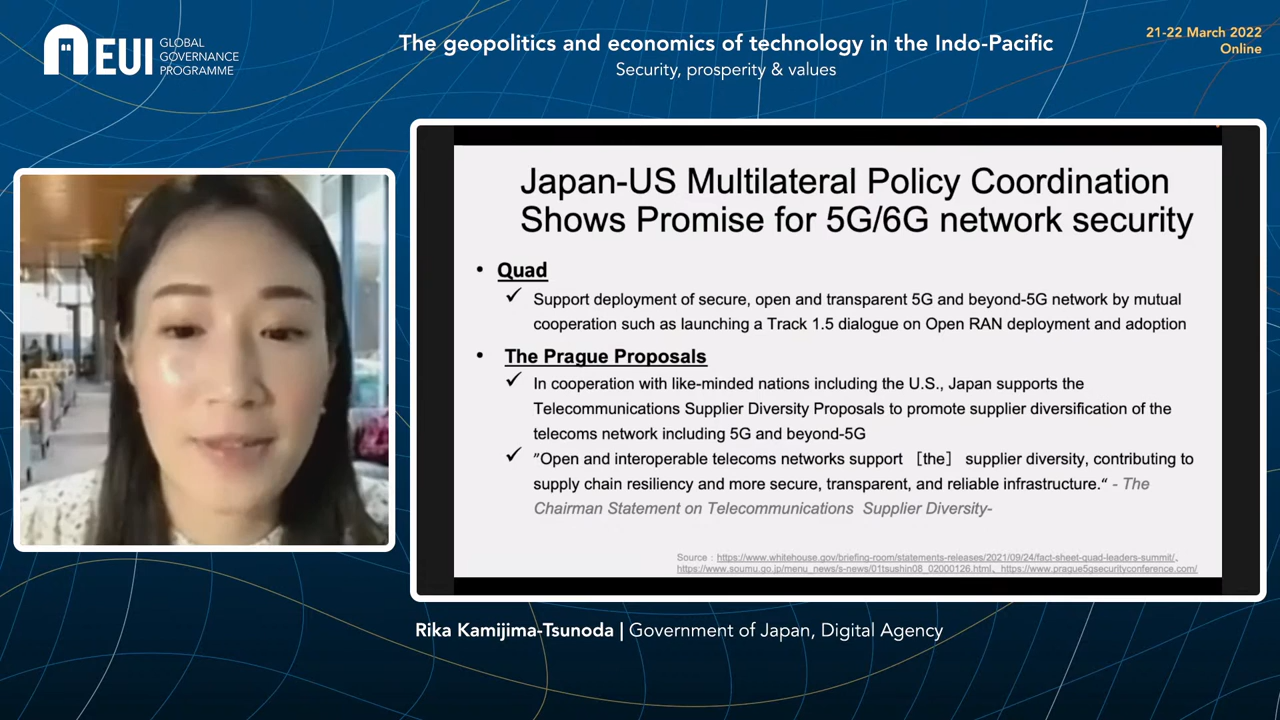 EUI
GLOBAL
GOVERNANCE
PROGRAMME
The geopolitics and economics of technology in the Indo-Pacific
Security, prosperity & values
21-22 March 2022
Online
Japan-US Multilateral Policy Coordination
Shows Promise for 5G/6G network security
• Quad
✓ Support deployment of secure, open and transparent 5G and beyond-5G network by mutual
cooperation such as launching a Track 1.5 dialogue on Open RAN deployment and adoption
• The Prague Proposals
✓ In cooperation with like-minded nations including the U.S., Japan supports the
Telecommunications Supplier Diversity Proposals to promote supplier diversification of the
telecoms network including 5G and beyond-5G
✓ ”Open and interoperable telecoms networks support ［the］ supplier diversity, contributing to
supply chain resiliency and more secure, transparent, and reliable infrastructure.“ - The
Chairman Statement on Telecommunications Supplier Diversity-
Source：https://www.whitehouse.gov/briefing-room/statements-releases/2021/09/24/fact-sheet-quad-leaders-summit/、
https://www.soumu.go.jp/menu_news/s-news/01tsushin08_02000126.html、https://www.prague5gsecurityconference.com/
Rika Kamijima-Tsunoda | Government of Japan, Digital Agency